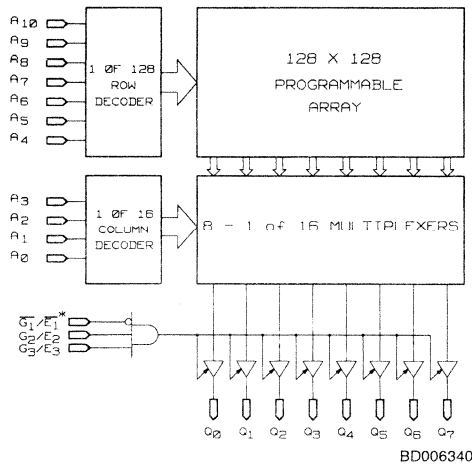 A10
A9
A8
A7
A6
A5
A4
1 OF 128
ROW
DECODER
128 X 128
PROGRAMMABLE
ARRAY
A3
A2
A1
A0
1 OF 16
COLUMN
DECODER
8 - 1 of 16 MULTIPLEXERS
G̅1/E̅1*
G2/E2
G3/E3
Q0 Q1 Q2 Q3 Q4 Q5 Q6 Q7
BD006340